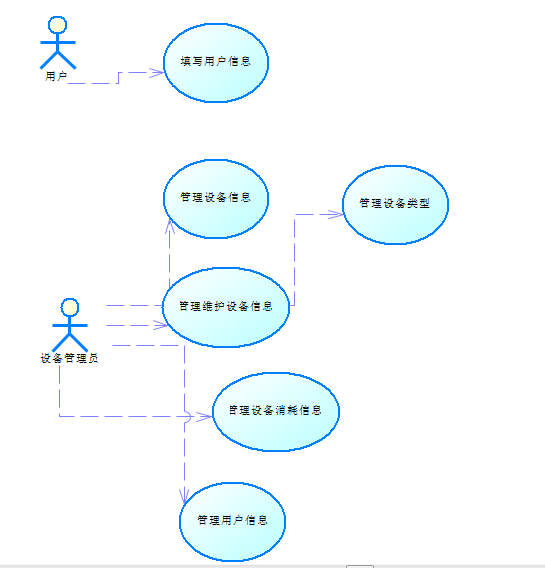 用户
填写用户信息
管理设备信息
管理设备类型
管理维护设备信息
设备管理员
管理设备消耗信息
管理用户信息